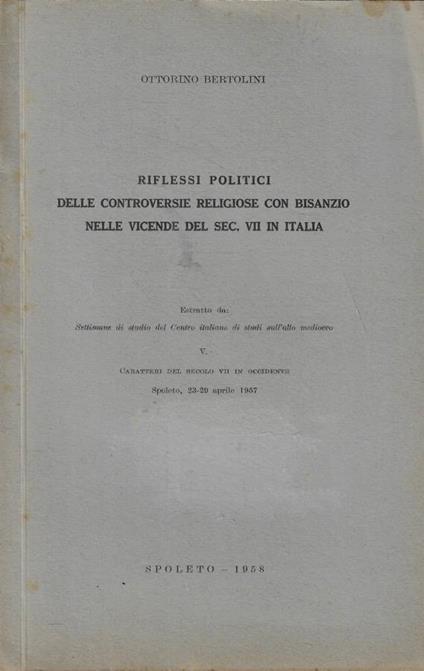 OTTORINO BERTOLINI
RIFLESSI POLITICI
DELLE CONTROVERSIE RELIGIOSE CON BISANZIO
NELLE VICENDE DEL SEC. VII IN ITALIA
Estratto da:
Settimane di studio del Centro italiano di studi sull'alto medioevo
V.
CARATTERI DEL SECOLO VII IN OCCIDENTE
Spoleto, 23-29 aprile 1957
SPOLETO – 1958